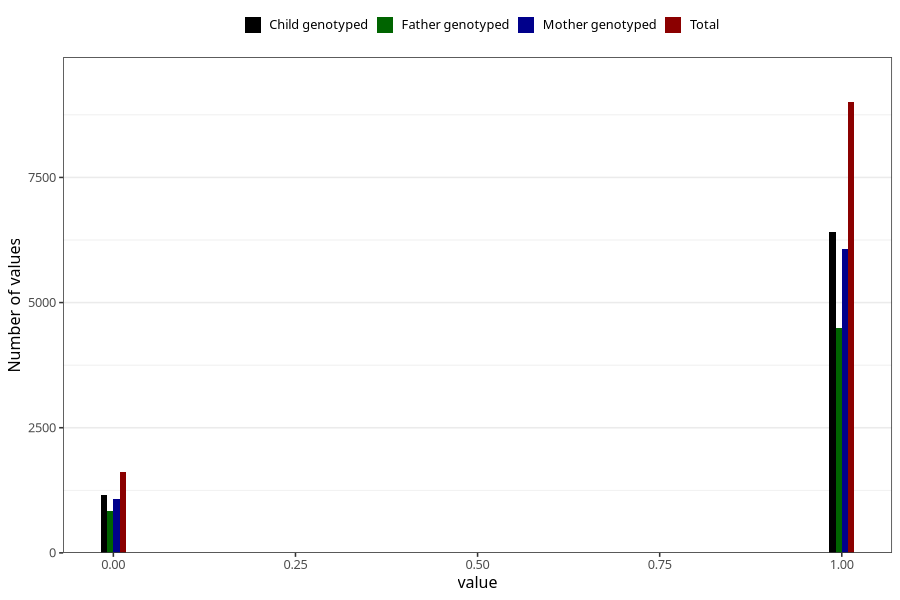 Child genotyped Father genotyped Mother genotyped Total
Number of values
7500
5000
2500
0
0.00 0.25 0.50 0.75 1.00
value